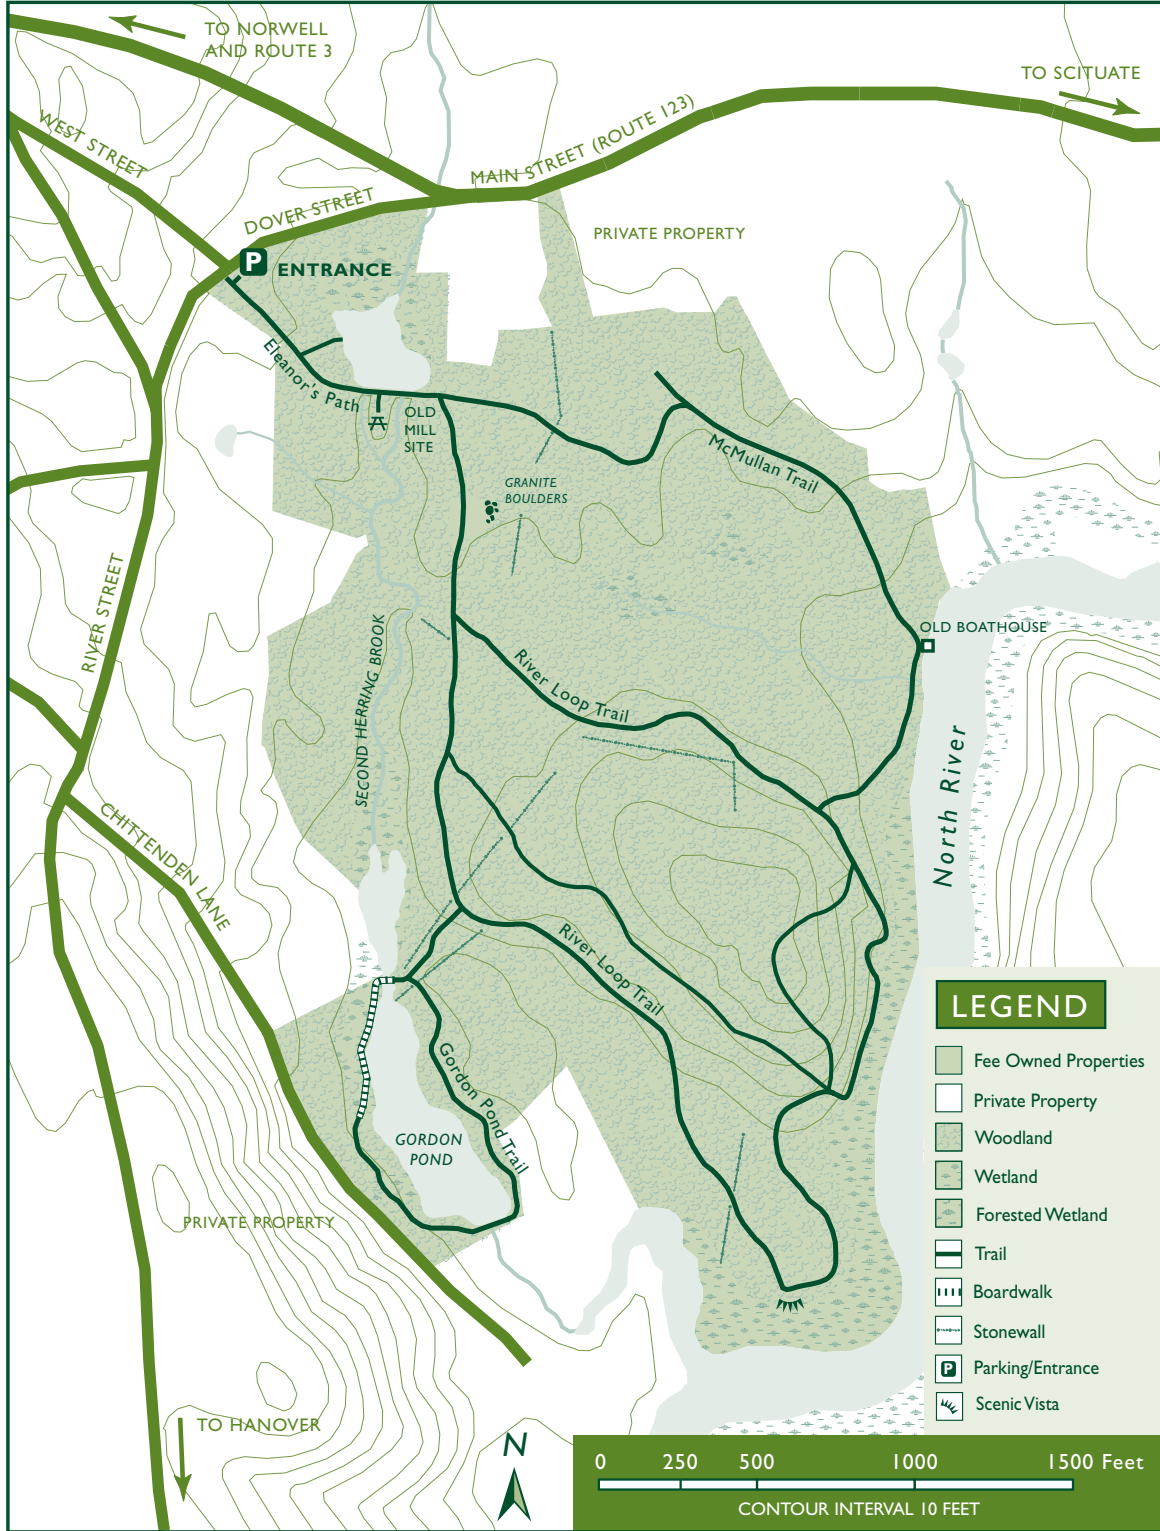 TO NORWELL
AND ROUTE 3
TO SCITUATE
WEST STREET
MAIN STREET (ROUTE 123)
DOVER STREET
PRIVATE PROPERTY
P
ENTRANCE
Eleanor's Path
OLD
MILL
SITE
McMullan Trail
GRANITE
BOULDERS
RIVER STREET
OLD BOATHOUSE
SECOND HERRING BROOK
River Loop Trail
North River
CHITTENDEN LANE
River Loop Trail
Gordon Pond Trail
GORDON
POND
PRIVATE PROPERTY
TO HANOVER
LEGEND
Fee Owned Properties
Private Property
Woodland
Wetland
Forested Wetland
Trail
Boardwalk
Stonewall
P Parking/Entrance
Scenic Vista
N
0 250 500 1000 1500 Feet
CONTOUR INTERVAL 10 FEET